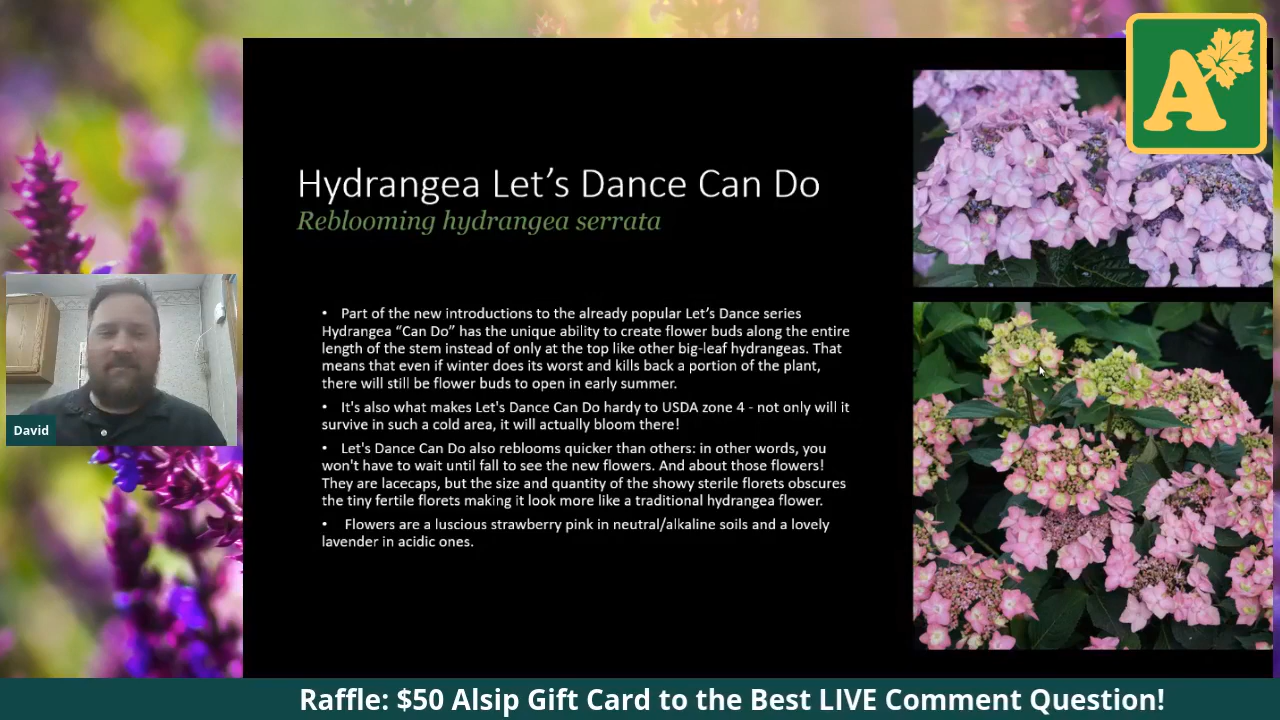 A
Hydrangea Let's Dance Can Do
Reblooming hydrangea serrata
• Part of the new introductions to the already popular Let's Dance series
Hydrangea "Can Do" has the unique ability to create flower buds along the entire
length of the stem instead of only at the top like other big-leaf hydrangeas. That
means that even if winter does its worst and kills back a portion of the plant,
there will still be flower buds to open in early summer.
• It's also what makes Let's Dance Can Do hardy to USDA zone 4 - not only will it
survive in such a cold area, it will actually bloom there!
• Let's Dance Can Do also reblooms quicker than others: in other words, you
won't have to wait until fall to see the new flowers. And about those flowers!
They are lacecaps, but the size and quantity of the showy sterile florets obscures
the tiny fertile florets making it look more like a traditional hydrangea flower.
• Flowers are a luscious strawberry pink in neutral/alkaline soils and a lovely
lavender in acidic ones.
David
Raffle: $50 Alsip Gift Card to the Best LIVE Comment Question!